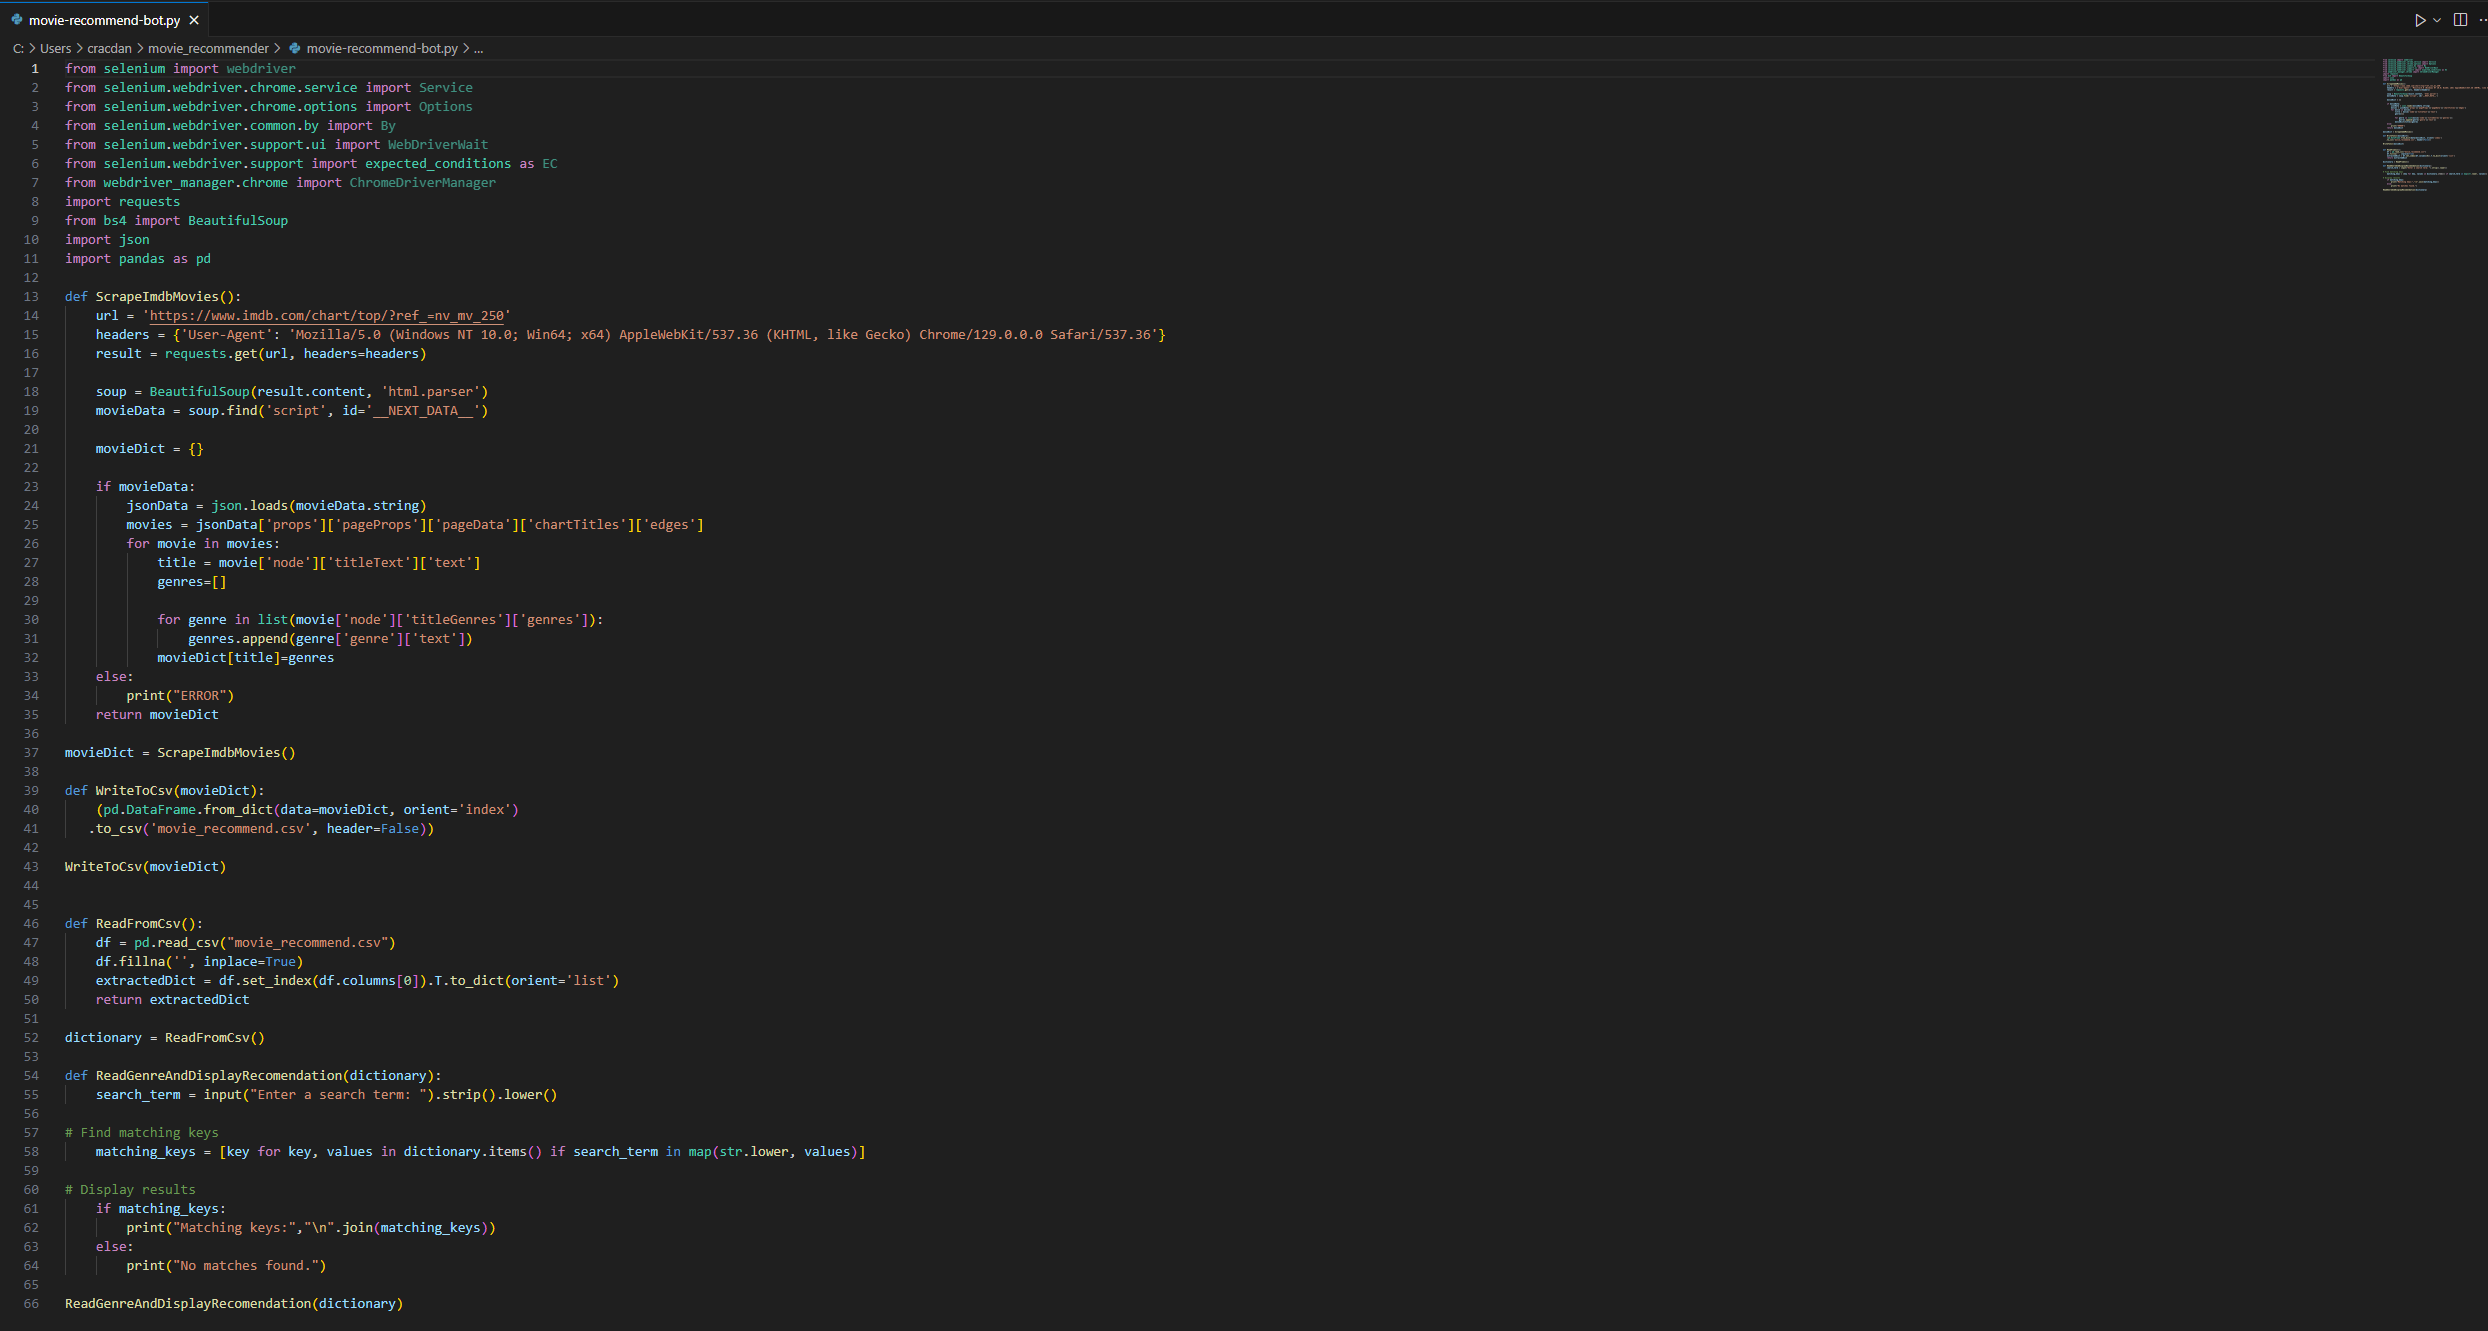 movie-recommend-bot.py ✕
C: > Users > cracdan > movie_recommender > movie-recommend-bot.py > ...
1 from selenium import webdriver
2 from selenium.webdriver.chrome.service import Service
3 from selenium.webdriver.chrome.options import Options
4 from selenium.webdriver.common.by import By
5 from selenium.webdriver.support.ui import WebDriverWait
6 from selenium.webdriver.support import expected_conditions as EC
7 from webdriver_manager.chrome import ChromeDriverManager
8 import requests
9 from bs4 import BeautifulSoup
10 import json
11 import pandas as pd
12
13 def ScrapeImdbMovies():
14     url = 'https://www.imdb.com/chart/top/?ref_=nv_mv_250'
15     headers = {'User-Agent': 'Mozilla/5.0 (Windows NT 10.0; Win64; x64) AppleWebKit/537.36 (KHTML, like Gecko) Chrome/129.0.0.0 Safari/537.36'}
16     result = requests.get(url, headers=headers)
17
18     soup = BeautifulSoup(result.content, 'html.parser')
19     movieData = soup.find('script', id='__NEXT_DATA__')
20
21     movieDict = {}
22
23     if movieData:
24         jsonData = json.loads(movieData.string)
25         movies = jsonData['props']['pageProps']['pageData']['chartTitles']['edges']
26         for movie in movies:
27             title = movie['node']['titleText']['text']
28             genres=[]
29
30             for genre in list(movie['node']['titleGenres']['genres']):
31                 genres.append(genre['genre']['text'])
32             movieDict[title]=genres
33     else:
34         print("ERROR")
35     return movieDict
36
37 movieDict = ScrapeImdbMovies()
38
39 def WriteToCsv(movieDict):
40     (pd.DataFrame.from_dict(data=movieDict, orient='index')
41    .to_csv('movie_recommend.csv', header=False))
42
43 WriteToCsv(movieDict)
44
45
46 def ReadFromCsv():
47     df = pd.read_csv("movie_recommend.csv")
48     df.fillna('', inplace=True)
49     extractedDict = df.set_index(df.columns[0]).T.to_dict(orient='list')
50     return extractedDict
51
52 dictionary = ReadFromCsv()
53
54 def ReadGenreAndDisplayRecomendation(dictionary):
55     search_term = input("Enter a search term: ").strip().lower()
56
57 # Find matching keys
58     matching_keys = [key for key, values in dictionary.items() if search_term in map(str.lower, values)]
59
60 # Display results
61     if matching_keys:
62         print("Matching keys:","\n".join(matching_keys))
63     else:
64         print("No matches found.")
65
66 ReadGenreAndDisplayRecomendation(dictionary)